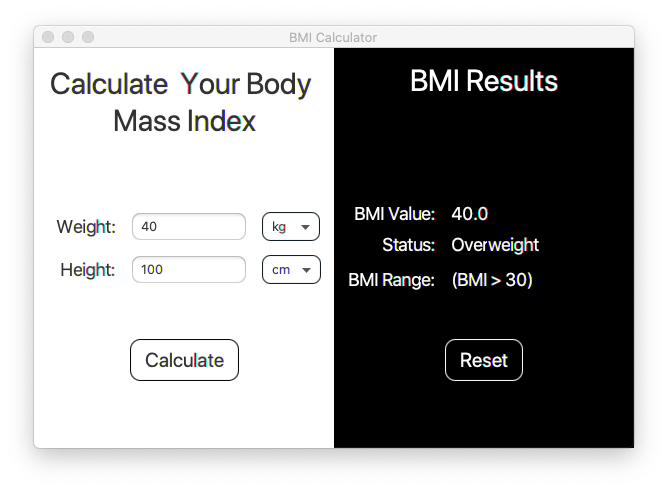 BMI Calculator
Calculate  Your Body
Mass Index
Weight: 40 kg
Height: 100 cm
Calculate
BMI Results
BMI Value: 40.0
Status: Overweight
BMI Range: (BMI > 30)
Reset